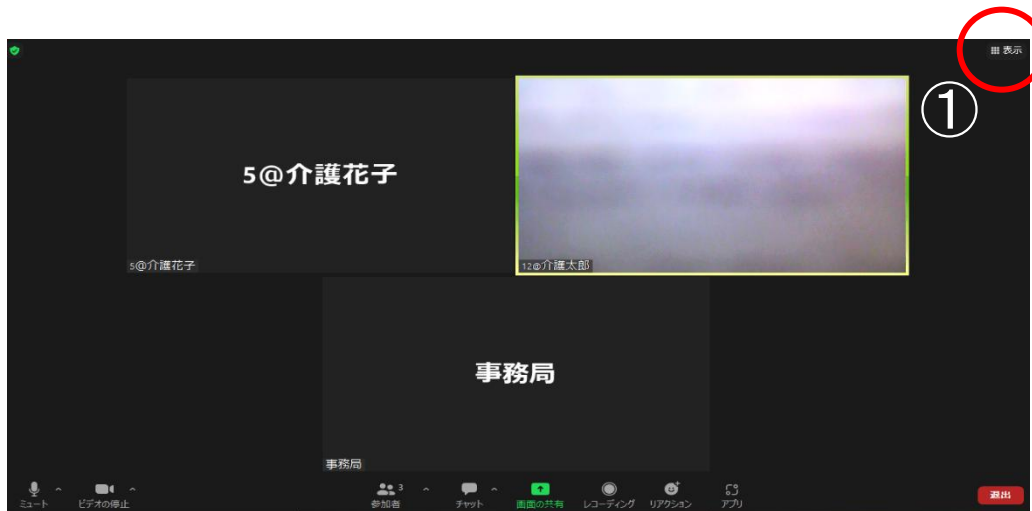 表示
①
5@介護花子
5@介護花子
12@介護太郎
事務局
事務局
ミュート
ビデオの停止
参加者
3
チャット
画面の共有
レコーディング
リアクション
アプリ
退出